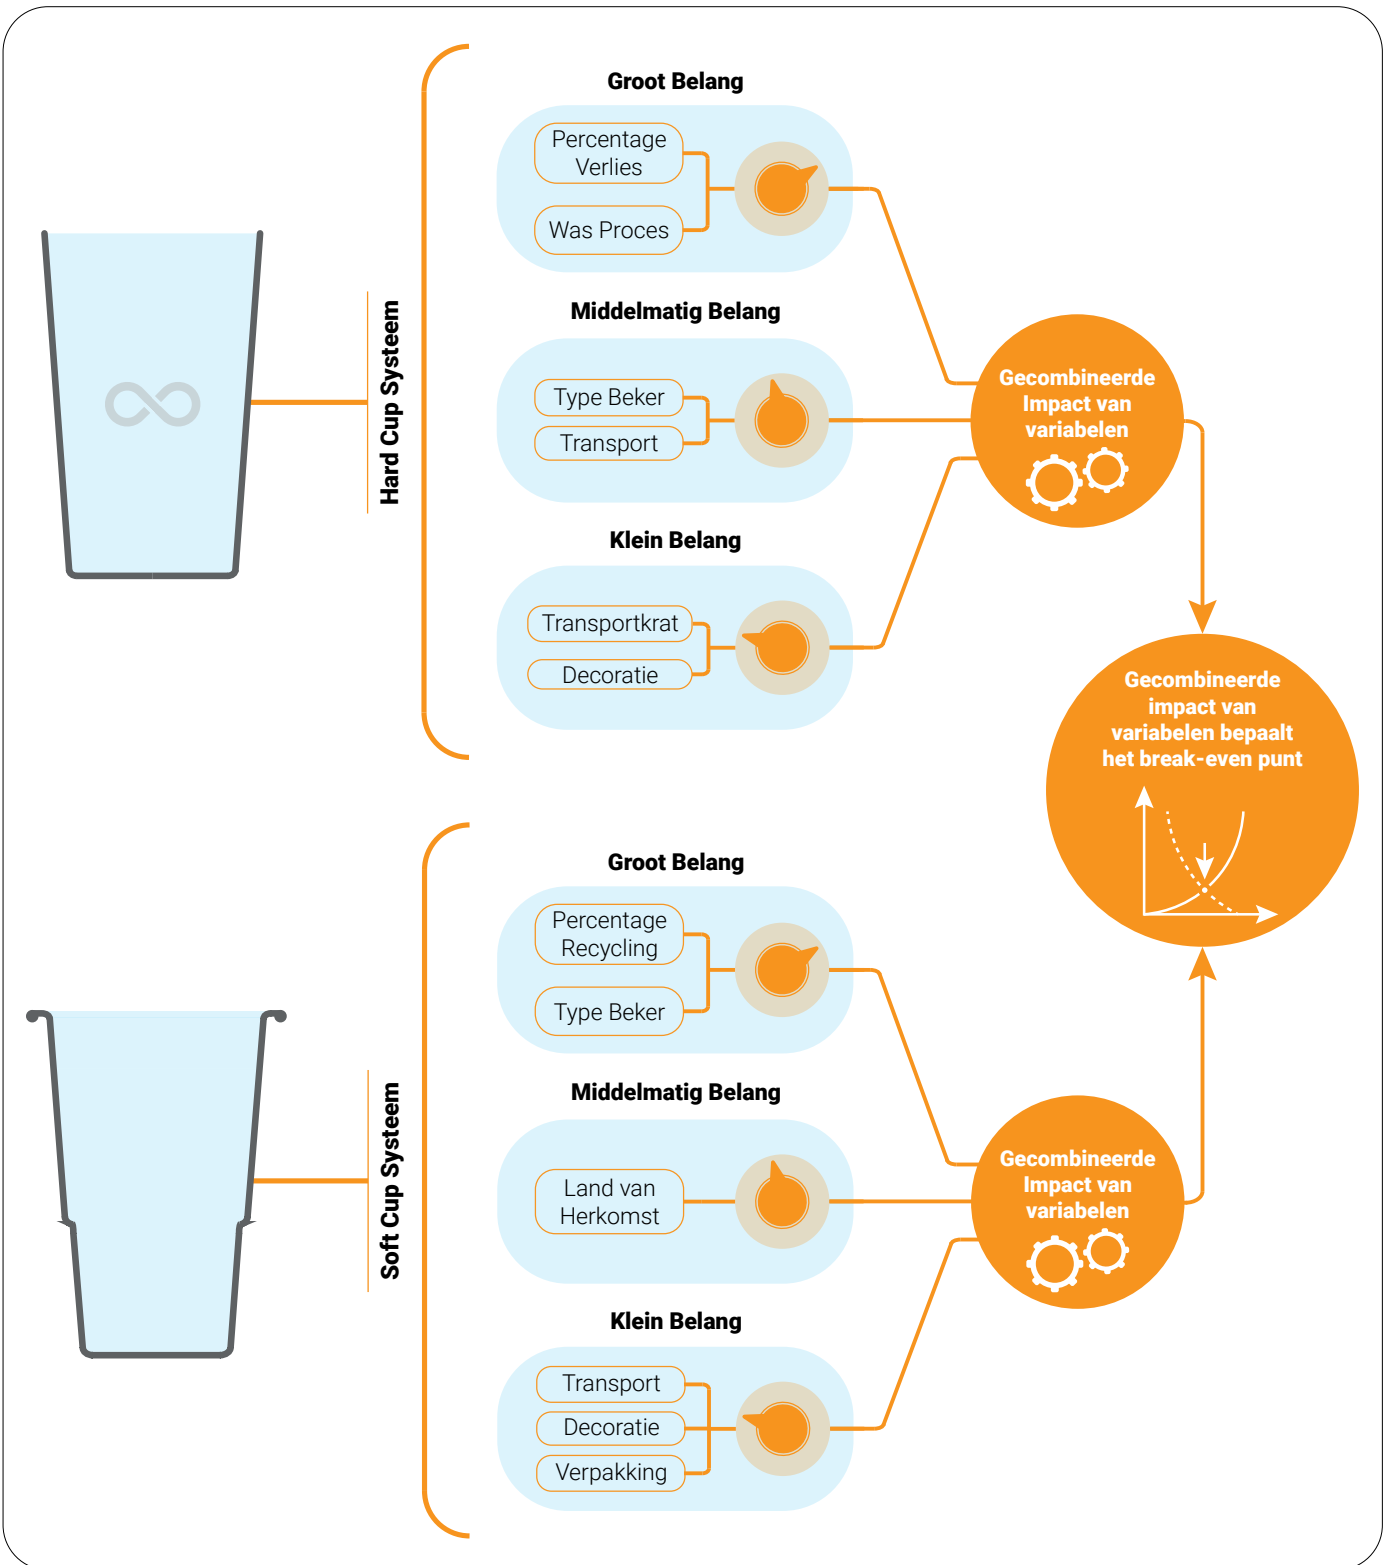 Groot Belang
Percentage
Verlies
Was Proces
Middelmatig Belang
Type Beker
Transport
Klein Belang
Transportkrat
Decoratie
Hard Cup Systeem
Gecombineerde
Impact van
variabelen
Gecombineerde
impact van
variabelen bepaalt
het break-even punt
Groot Belang
Percentage
Recycling
Type Beker
Middelmatig Belang
Land van
Herkomst
Klein Belang
Transport
Decoratie
Verpakking
Soft Cup Systeem
Gecombineerde
Impact van
variabelen